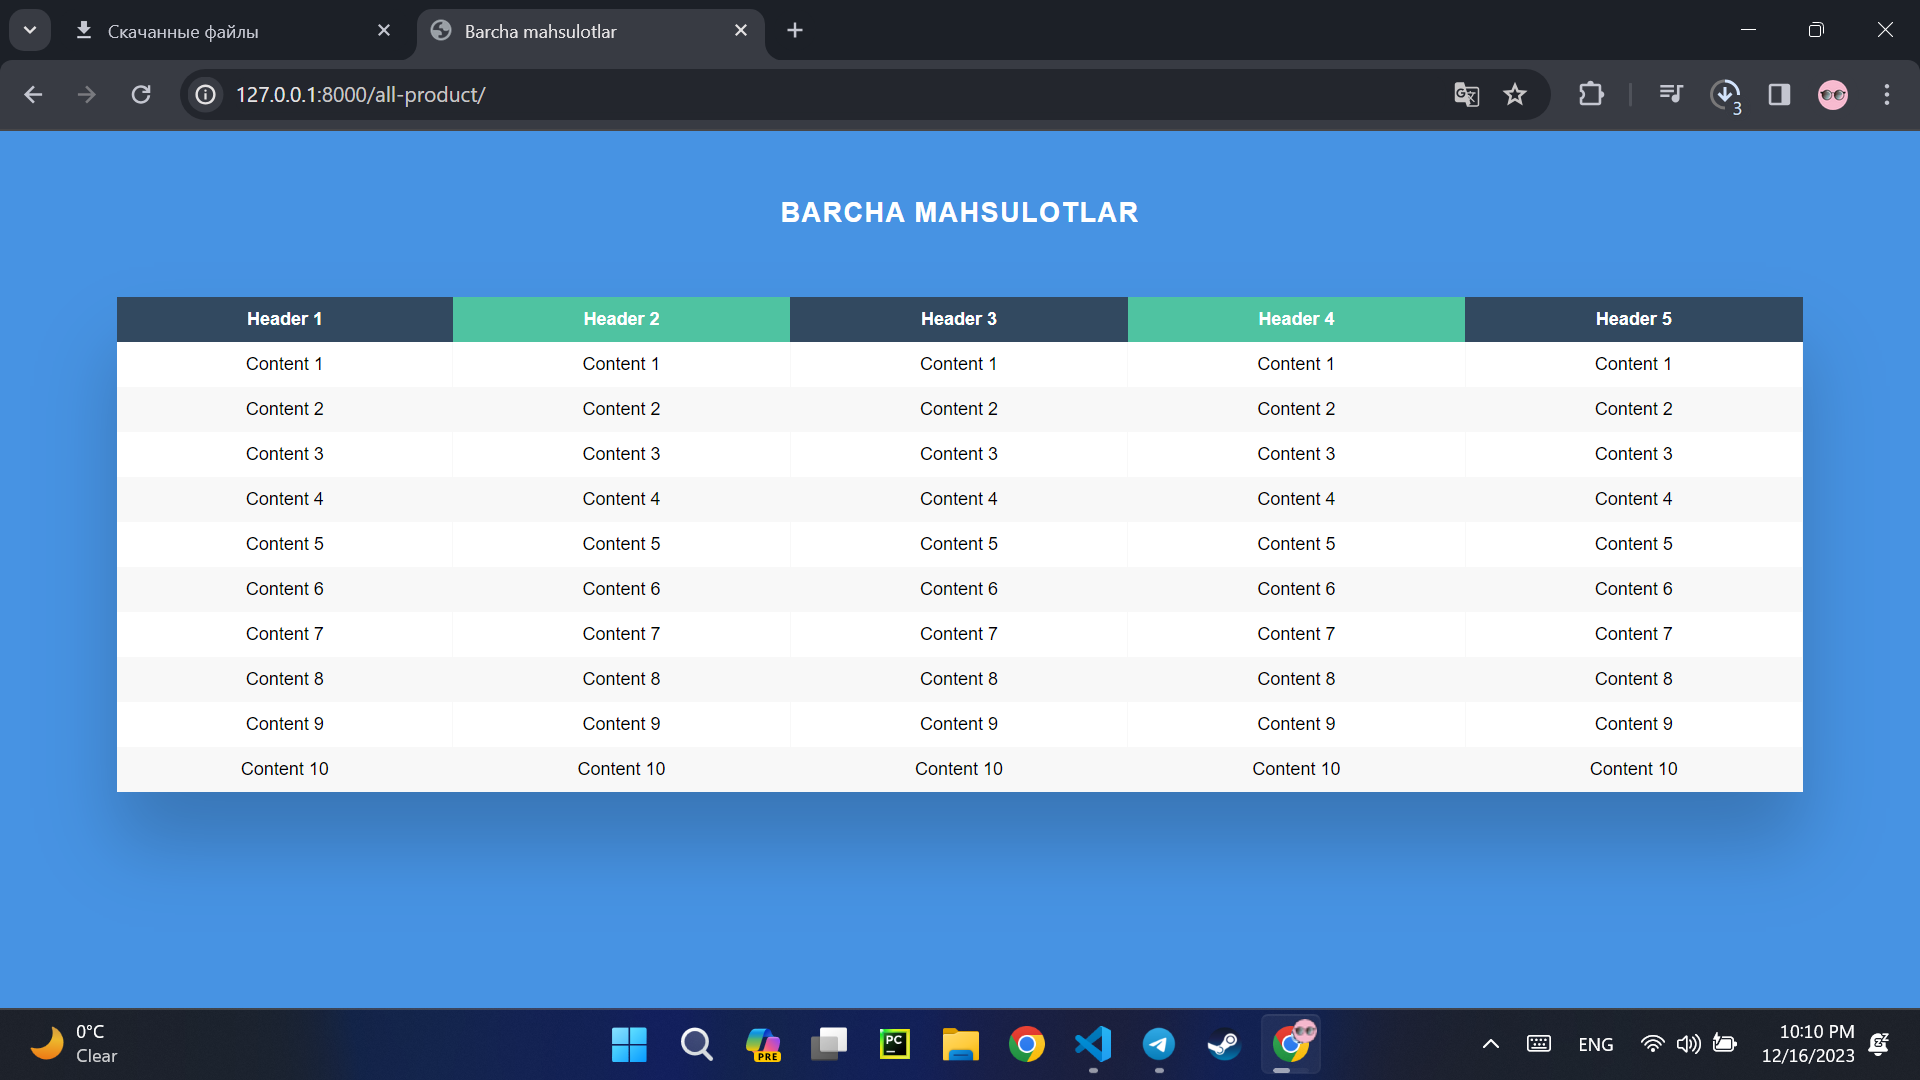 Скачанные файлы
Barcha mahsulotlar
127.0.0.1:8000/all-product/
3
BARCHA MAHSULOTLAR
Header 1 Header 2 Header 3 Header 4 Header 5
Content 1 Content 1 Content 1 Content 1 Content 1
Content 2 Content 2 Content 2 Content 2 Content 2
Content 3 Content 3 Content 3 Content 3 Content 3
Content 4 Content 4 Content 4 Content 4 Content 4
Content 5 Content 5 Content 5 Content 5 Content 5
Content 6 Content 6 Content 6 Content 6 Content 6
Content 7 Content 7 Content 7 Content 7 Content 7
Content 8 Content 8 Content 8 Content 8 Content 8
Content 9 Content 9 Content 9 Content 9 Content 9
Content 10 Content 10 Content 10 Content 10 Content 10
0°C
Clear
PRE
PC
ENG
10:10 PM
12/16/2023